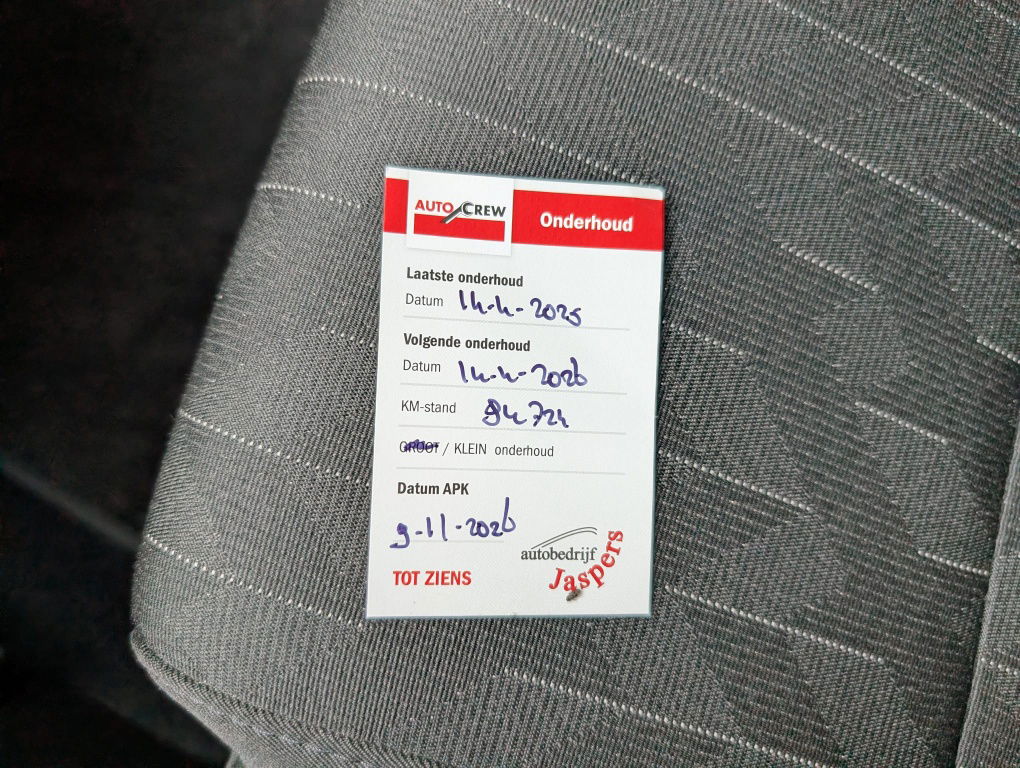 AUTO CREW
Onderhoud
Laatste onderhoud
Datum 14-4-2025
Volgende onderhoud
Datum 14-4-2026
KM-stand 94724
GROOT / KLEIN onderhoud
Datum APK
9-11-2026
autobedrijf
Jaspers
TOT ZIENS